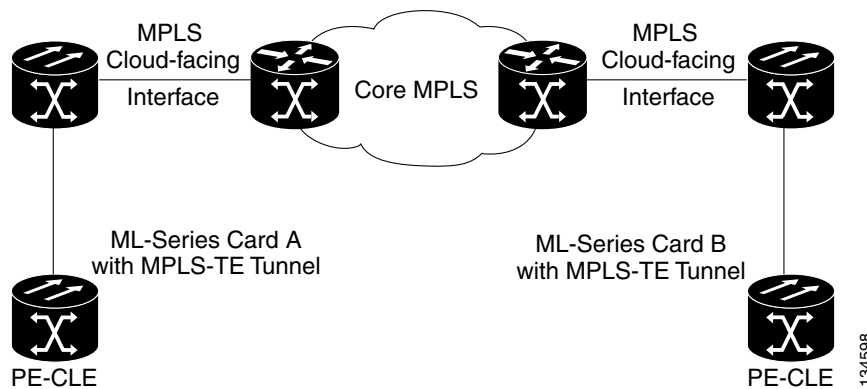 MPLS
Cloud-facing
Interface
Core MPLS
MPLS
Cloud-facing
Interface
ML-Series Card A
with MPLS-TE Tunnel
ML-Series Card B
with MPLS-TE Tunnel
PE-CLE
PE-CLE
134598